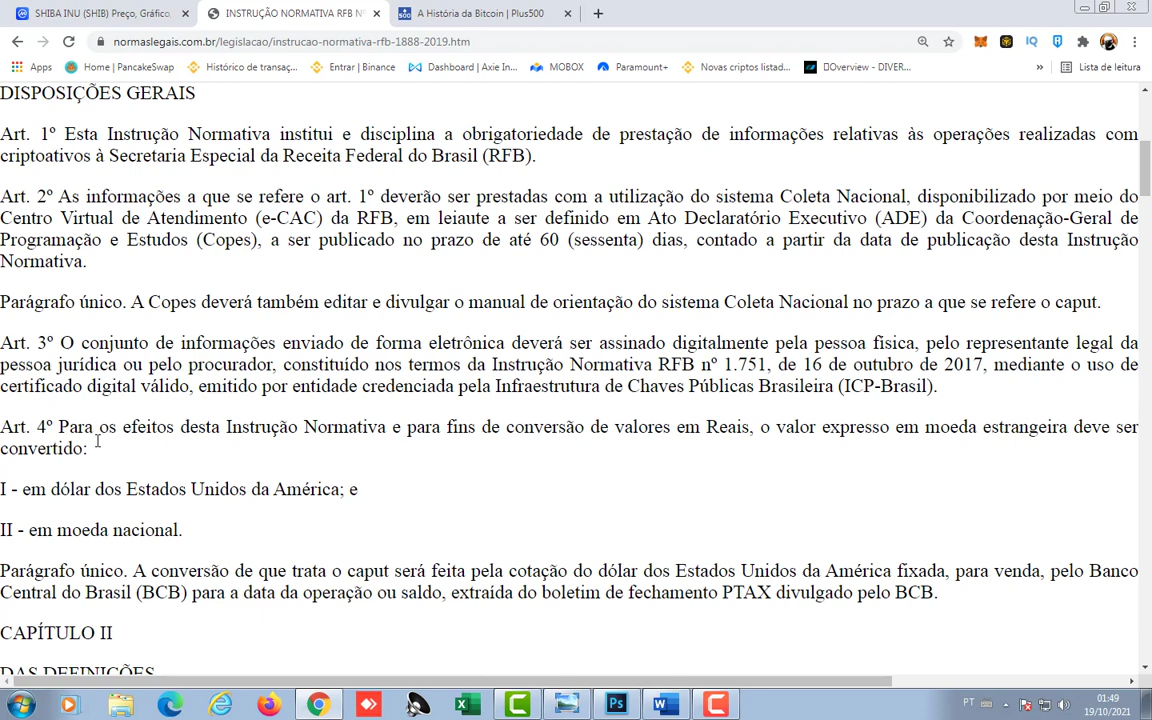 SHIBA INU (SHIB) Preço, Gráfico,
INSTRUÇÃO NORMATIVA RFB Nº
A História da Bitcoin | Plus500
normaslegais.com.br/legislacao/instrucao-normativa-rfb-1888-2019.htm
Apps
Home | PancakeSwap
Histórico de transaç...
Entrar | Binance
Dashboard | Axie In...
MOBOX
Paramount+
Novas criptos listad...
Overview - DIVER...
»
Lista de leitura
DISPOSIÇÕES GERAIS
Art. 1º Esta Instrução Normativa institui e disciplina a obrigatoriedade de prestação de informações relativas às operações realizadas com
criptoativos à Secretaria Especial da Receita Federal do Brasil (RFB).
Art. 2º As informações a que se refere o art. 1º deverão ser prestadas com a utilização do sistema Coleta Nacional, disponibilizado por meio do
Centro Virtual de Atendimento (e-CAC) da RFB, em leiaute a ser definido em Ato Declaratório Executivo (ADE) da Coordenação-Geral de
Programação e Estudos (Copes), a ser publicado no prazo de até 60 (sessenta) dias, contado a partir da data de publicação desta Instrução
Normativa.
Parágrafo único. A Copes deverá também editar e divulgar o manual de orientação do sistema Coleta Nacional no prazo a que se refere o caput.
Art. 3º O conjunto de informações enviado de forma eletrônica deverá ser assinado digitalmente pela pessoa física, pelo representante legal da
pessoa jurídica ou pelo procurador, constituído nos termos da Instrução Normativa RFB nº 1.751, de 16 de outubro de 2017, mediante o uso de
certificado digital válido, emitido por entidade credenciada pela Infraestrutura de Chaves Públicas Brasileira (ICP-Brasil).
Art. 4º Para os efeitos desta Instrução Normativa e para fins de conversão de valores em Reais, o valor expresso em moeda estrangeira deve ser
convertido:
I - em dólar dos Estados Unidos da América; e
II - em moeda nacional.
Parágrafo único. A conversão de que trata o caput será feita pela cotação do dólar dos Estados Unidos da América fixada, para venda, pelo Banco
Central do Brasil (BCB) para a data da operação ou saldo, extraída do boletim de fechamento PTAX divulgado pelo BCB.
CAPÍTULO II
DAS DEFINIÇÕES
PT
01:49
19/10/2021